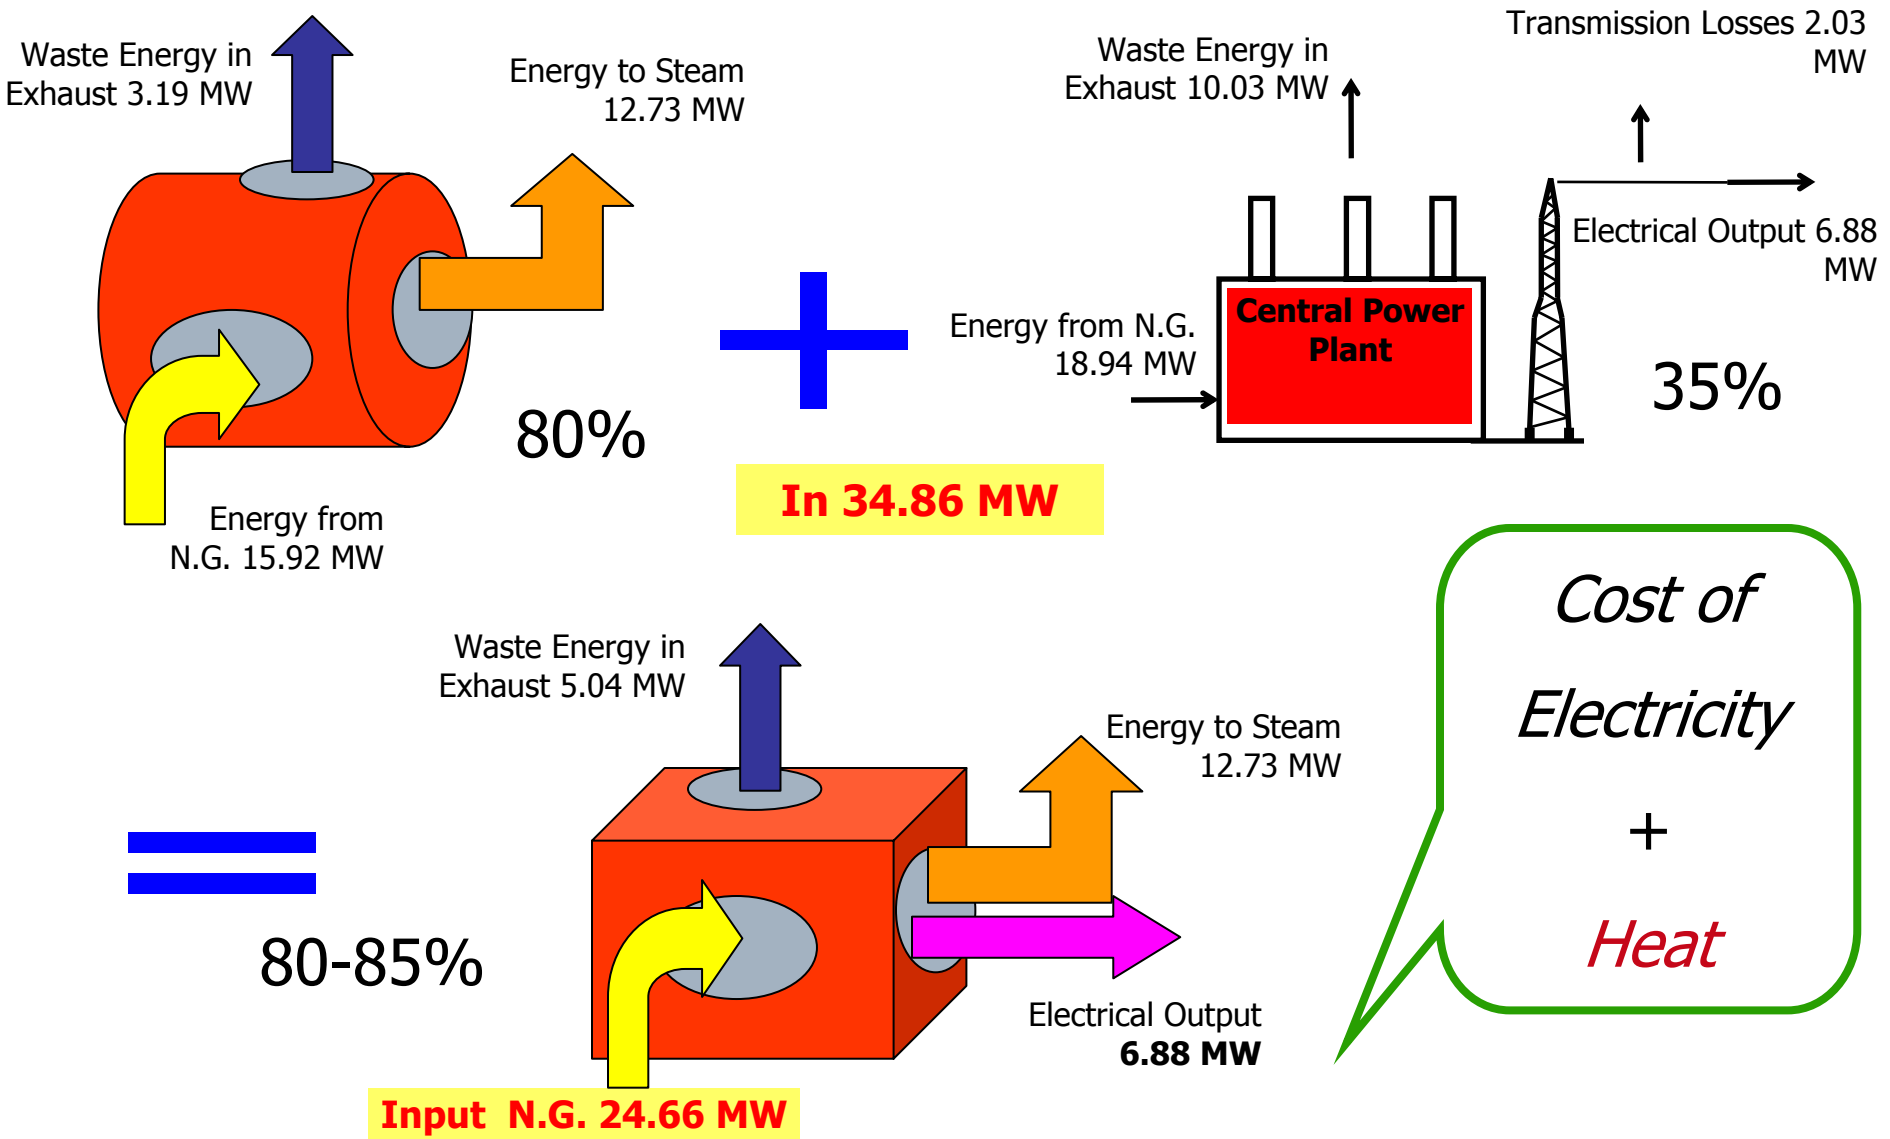 Waste Energy in
Exhaust 3.19 MW
Energy to Steam
12.73 MW
Waste Energy in
Exhaust 10.03 MW
Transmission Losses 2.03
MW
Electrical Output 6.88
MW
Energy from N.G.
18.94 MW
Central Power
Plant
35%
80%
In 34.86 MW
Energy from
N.G. 15.92 MW
Waste Energy in
Exhaust 5.04 MW
Energy to Steam
12.73 MW
80-85%
Electrical Output
6.88 MW
Input N.G. 24.66 MW
Cost of
Electricity
+
Heat